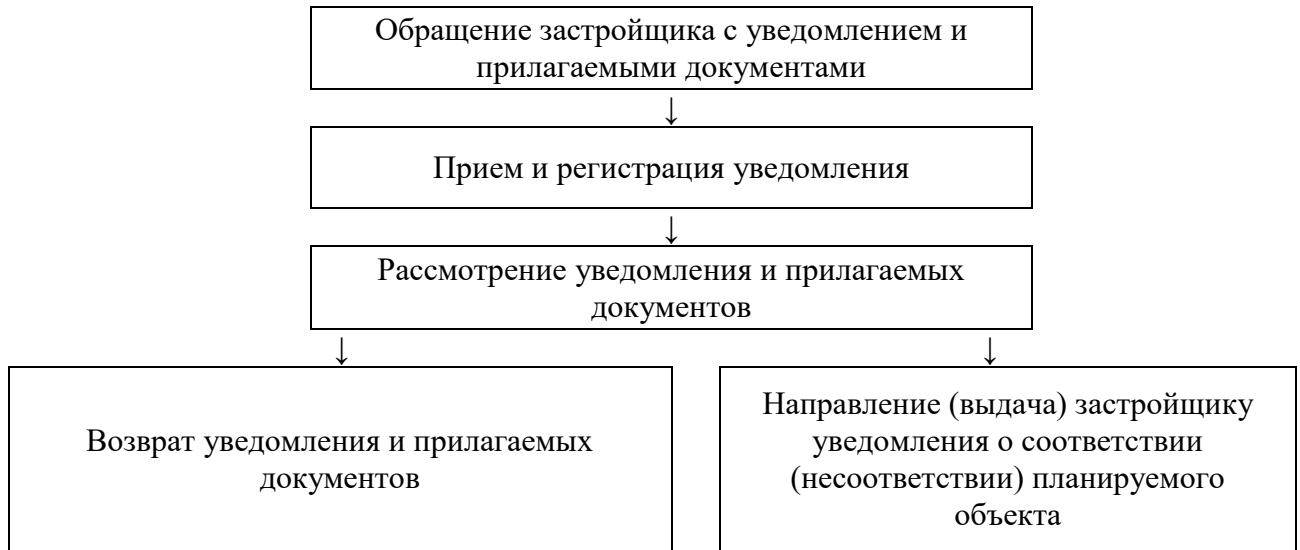 Обращение застройщика с уведомлением и
прилагаемыми документами
↓
Прием и регистрация уведомления
↓
Рассмотрение уведомления и прилагаемых
документов
↓ ↓
Возврат уведомления и прилагаемых
документов
Направление (выдача) застройщику
уведомления о соответствии
(несоответствии) планируемого
объекта